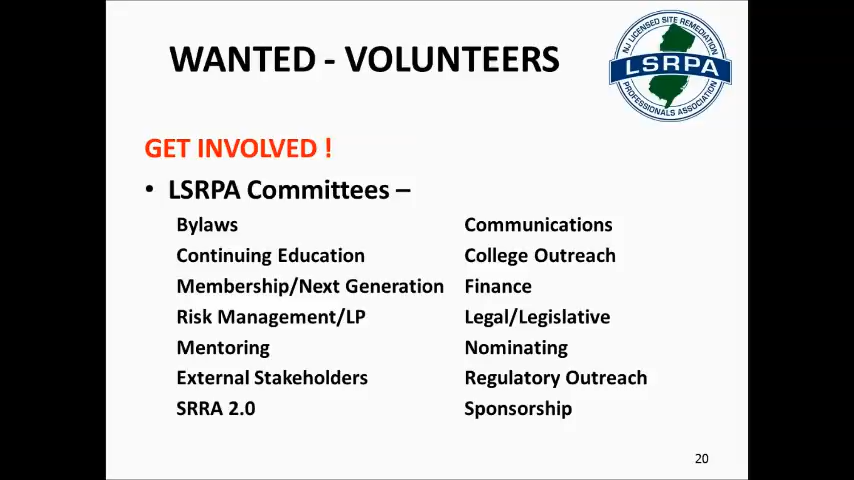 WANTED - VOLUNTEERS
NJ LICENSED SITE REMEDIATION
LSRPA
PROFESSIONALS ASSOCIATION
GET INVOLVED !
• LSRPA Committees –
Bylaws Communications
Continuing Education College Outreach
Membership/Next Generation Finance
Risk Management/LP Legal/Legislative
Mentoring Nominating
External Stakeholders Regulatory Outreach
SRRA 2.0 Sponsorship
20